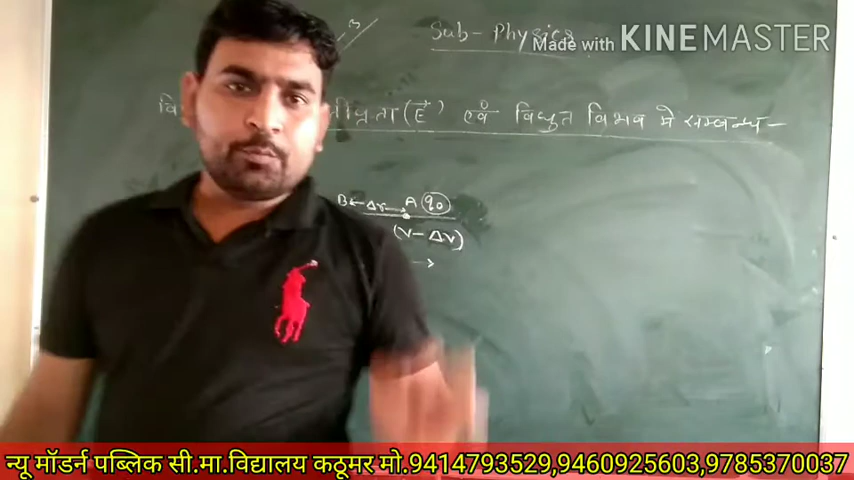 Sub- Physics
Made with KINEMASTER
(E⃗) एवं विधुत विभव में सम्बन्ध-
B← Δr → A q₀
(V- ΔV)
→
न्यू मॉडर्न पब्लिक सी.मा.विद्यालय कठूमर मो.9414793529,9460925603,9785370037